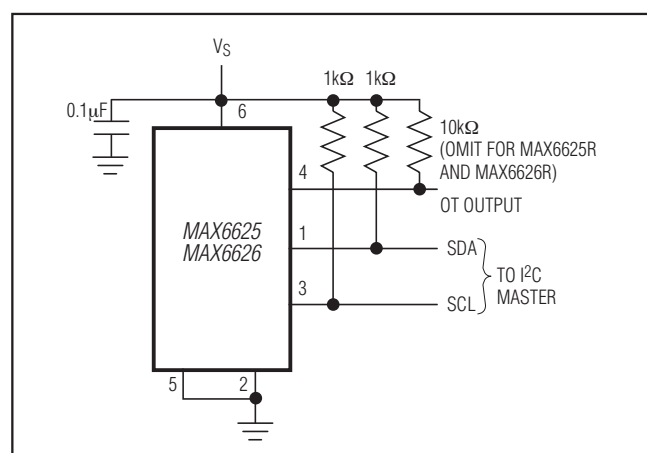 VS
1kΩ 1kΩ
0.1µF
6
10kΩ
(OMIT FOR MAX6625R
AND MAX6626R)
4
OT OUTPUT
MAX6625
MAX6626
1
SDA
TO I²C
MASTER
3
SCL
5 2